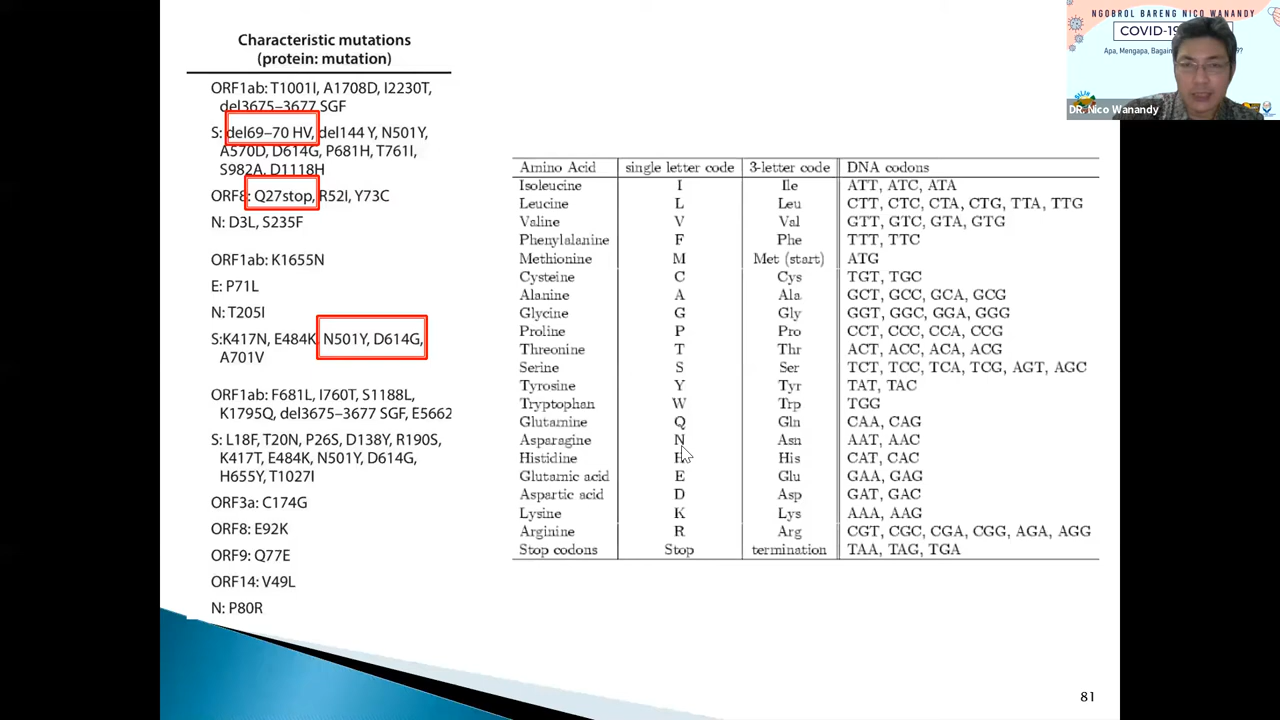 Characteristic mutations
(protein: mutation)
ORF1ab: T1001I, A1708D, I2230T,
del3675–3677 SGF
S: del69–70 HV, del144 Y, N501Y,
A570D, D614G, P681H, T761I,
S982A, D1118H
ORF8: Q27stop, R52I, Y73C
N: D3L, S235F
ORF1ab: K1655N
E: P71L
N: T205I
S:K417N, E484K, N501Y, D614G,
A701V
ORF1ab: F681L, I760T, S1188L,
K1795Q, del3675–3677 SGF, E5662
S: L18F, T20N, P26S, D138Y, R190S,
K417T, E484K, N501Y, D614G,
H655Y, T1027I
ORF3a: C174G
ORF8: E92K
ORF9: Q77E
ORF14: V49L
N: P80R
Amino Acid single letter code 3-letter code DNA codons
Isoleucine I Ile ATT, ATC, ATA
Leucine L Leu CTT, CTC, CTA, CTG, TTA, TTG
Valine V Val GTT, GTC, GTA, GTG
Phenylalanine F Phe TTT, TTC
Methionine M Met (start) ATG
Cysteine C Cys TGT, TGC
Alanine A Ala GCT, GCC, GCA, GCG
Glycine G Gly GGT, GGC, GGA, GGG
Proline P Pro CCT, CCC, CCA, CCG
Threonine T Thr ACT, ACC, ACA, ACG
Serine S Ser TCT, TCC, TCA, TCG, AGT, AGC
Tyrosine Y Tyr TAT, TAC
Tryptophan W Trp TGG
Glutamine Q Gln CAA, CAG
Asparagine N Asn AAT, AAC
Histidine H His CAT, CAC
Glutamic acid E Glu GAA, GAG
Aspartic acid D Asp GAT, GAC
Lysine K Lys AAA, AAG
Arginine R Arg CGT, CGC, CGA, CGG, AGA, AGG
Stop codons Stop termination TAA, TAG, TGA
81
NGOBROL BARENG NICO WANANDY
COVID-19
Apa, Mengapa, Bagaim
DR. Nico Wanandy